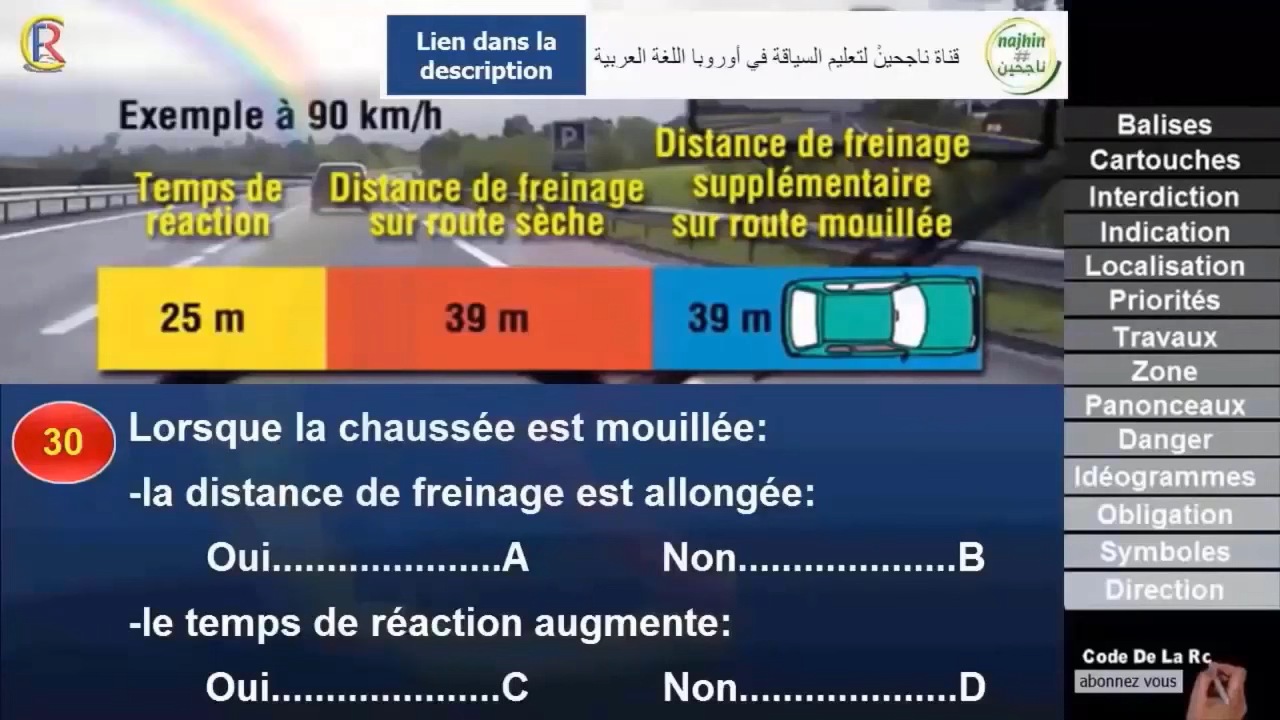 Lien dans la
description
قناة ناجحينْ لتعليم السياقة في أوروبا اللغة العربية
najhin
#
ناجحين
Exemple à 90 km/h
P
Temps de
réaction
Distance de freinage
sur route sèche
Distance de freinage
supplémentaire
sur route mouillée
25 m
39 m
39 m
30
Lorsque la chaussée est mouillée:
-la distance de freinage est allongée:
Oui.....................A
Non....................B
-le temps de réaction augmente:
Oui.....................C
Non....................D
Balises
Cartouches
Interdiction
Indication
Localisation
Priorités
Travaux
Zone
Panonceaux
Danger
Idéogrammes
Obligation
Symboles
Direction
Code De La Rc
abonnez vous